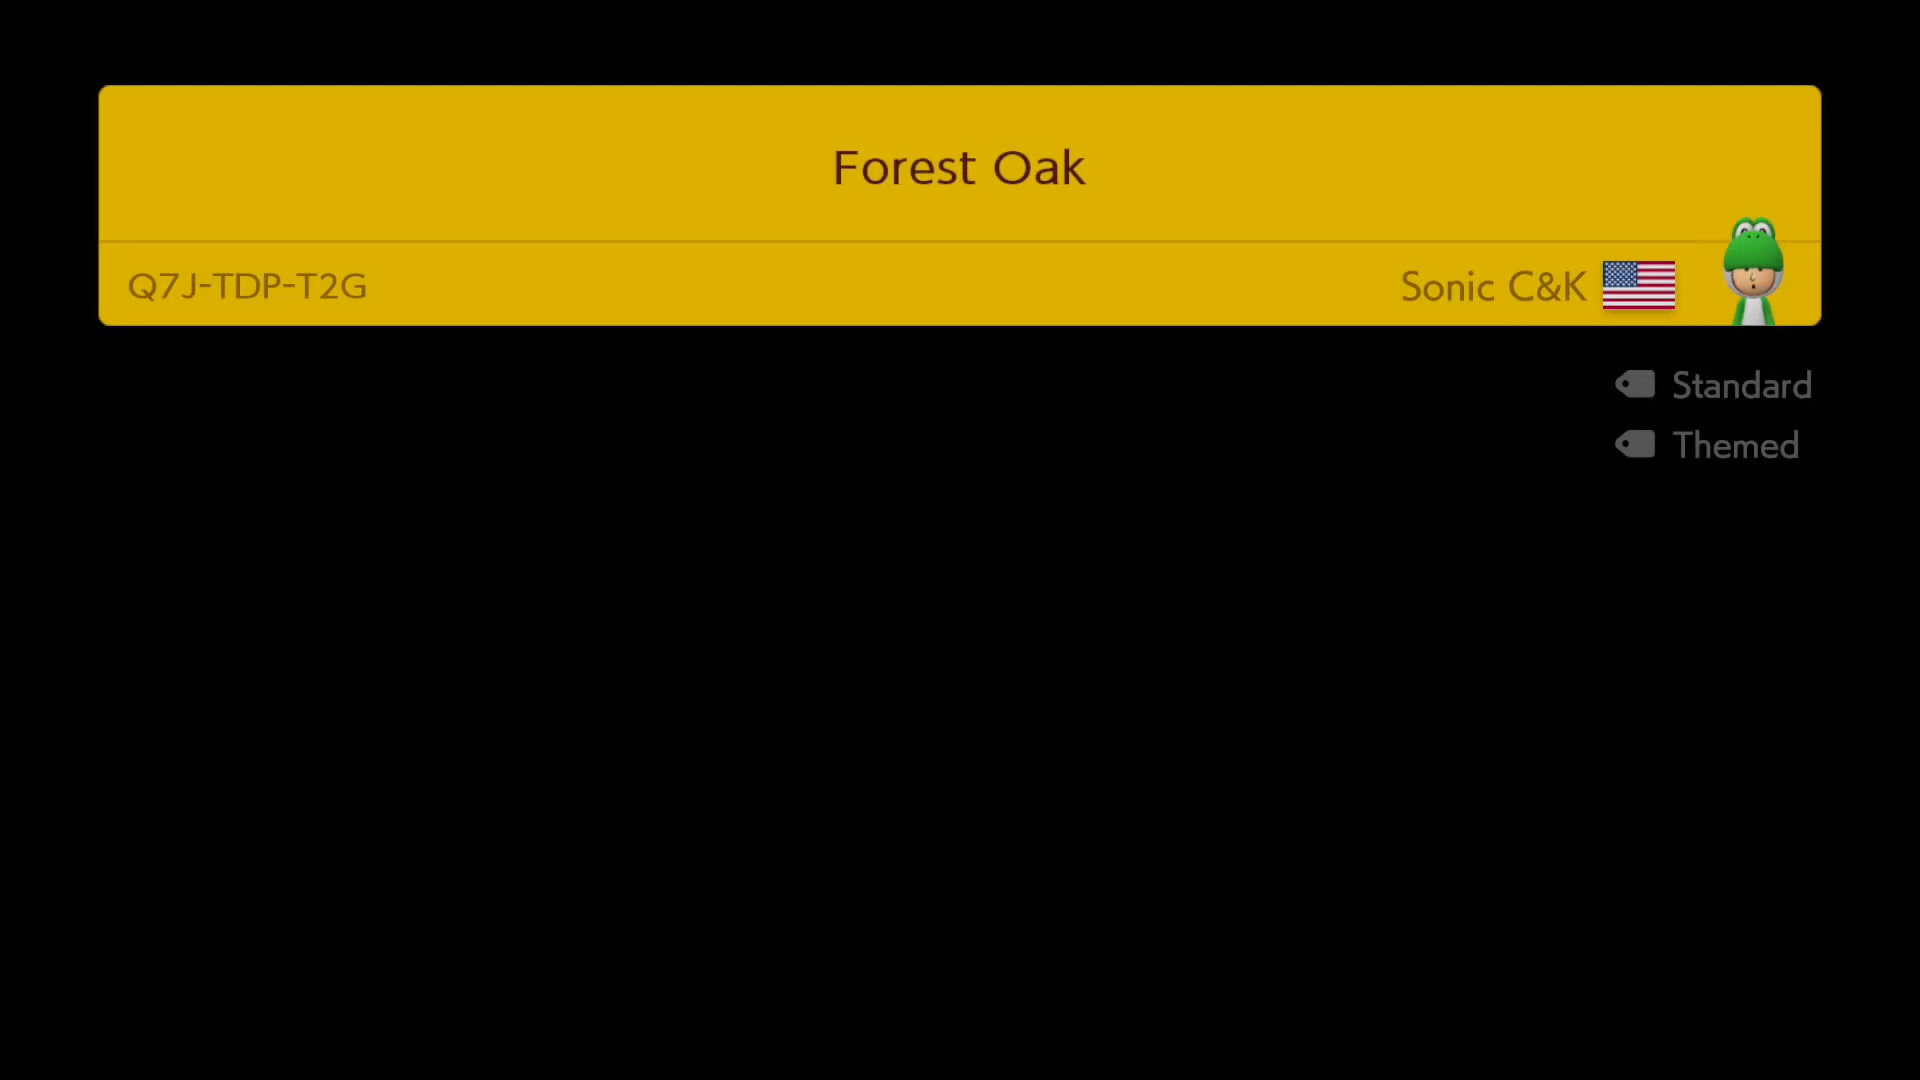 Forest Oak
Q7J-TDP-T2G
Sonic C&K
Standard
Themed